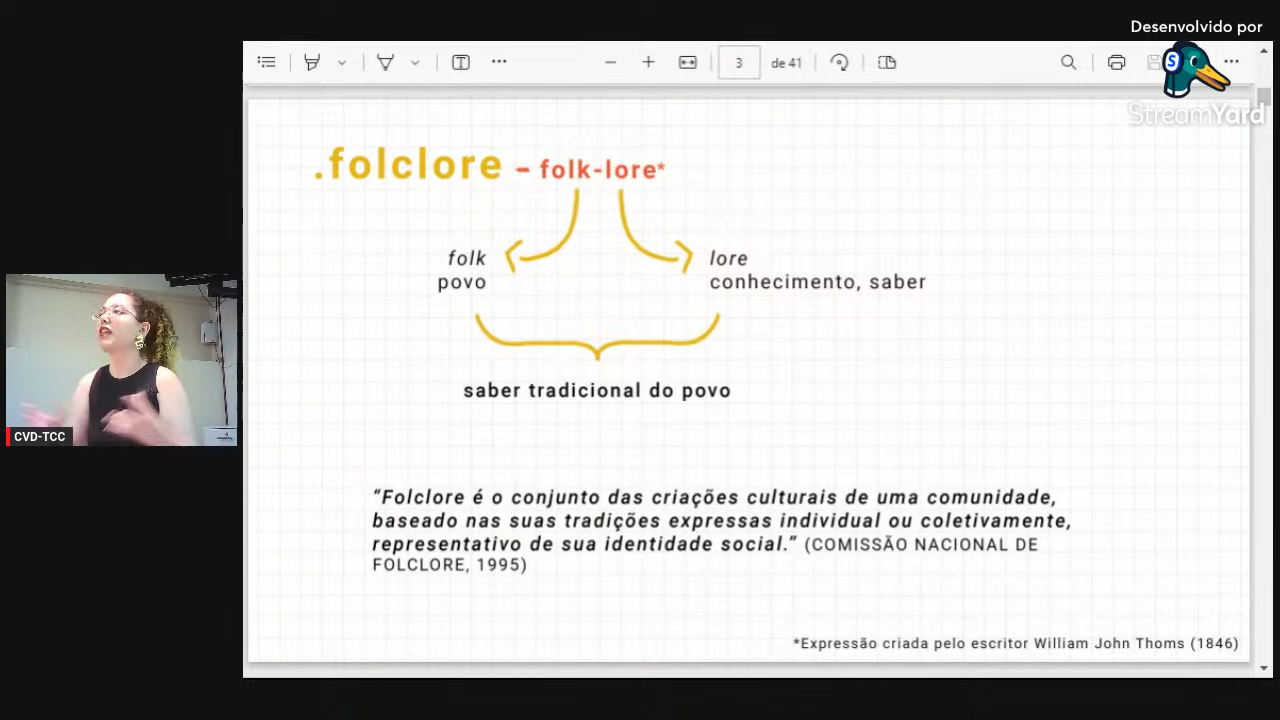 Desenvolvido por
3 de 41
S
StreamYard
.folclore – folk-lore*
folk
povo
lore
conhecimento, saber
saber tradicional do povo
CVD-TCC
“Folclore é o conjunto das criações culturais de uma comunidade,
baseado nas suas tradições expressas individual ou coletivamente,
representativo de sua identidade social.” (COMISSÃO NACIONAL DE
FOLCLORE, 1995)
*Expressão criada pelo escritor William John Thoms (1846)